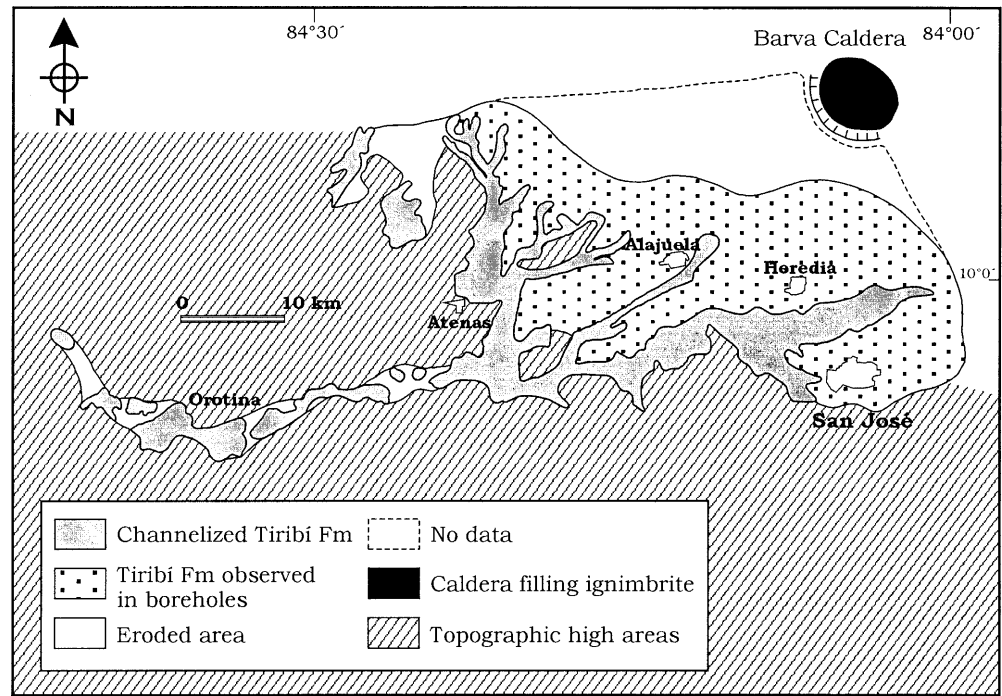 84°30´
84°00´
Barva Caldera
N
Alajuela
Heredia
10°0´
0 10 km
Atenas
Orotina
San José
Channelized Tiribí Fm
No data
Tiribí Fm observed
in boreholes
Caldera filling ignimbrite
Eroded area
Topographic high areas